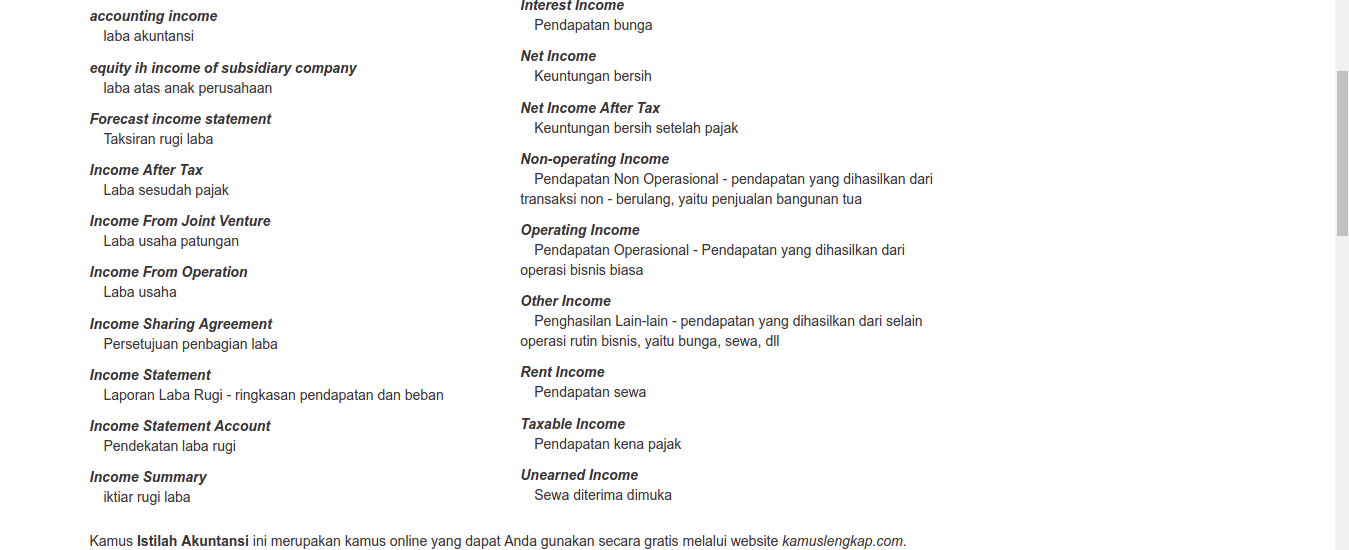 accounting income
laba akuntansi
equity ih income of subsidiary company
laba atas anak perusahaan
Forecast income statement
Taksiran rugi laba
Income After Tax
Laba sesudah pajak
Income From Joint Venture
Laba usaha patungan
Income From Operation
Laba usaha
Income Sharing Agreement
Persetujuan penbagian laba
Income Statement
Laporan Laba Rugi - ringkasan pendapatan dan beban
Income Statement Account
Pendekatan laba rugi
Income Summary
iktiar rugi laba
Interest Income
Pendapatan bunga
Net Income
Keuntungan bersih
Net Income After Tax
Keuntungan bersih setelah pajak
Non-operating Income
Pendapatan Non Operasional - pendapatan yang dihasilkan dari
transaksi non - berulang, yaitu penjualan bangunan tua
Operating Income
Pendapatan Operasional - Pendapatan yang dihasilkan dari
operasi bisnis biasa
Other Income
Penghasilan Lain-lain - pendapatan yang dihasilkan dari selain
operasi rutin bisnis, yaitu bunga, sewa, dll
Rent Income
Pendapatan sewa
Taxable Income
Pendapatan kena pajak
Unearned Income
Sewa diterima dimuka
Kamus Istilah Akuntansi ini merupakan kamus online yang dapat Anda gunakan secara gratis melalui website kamuslengkap.com.